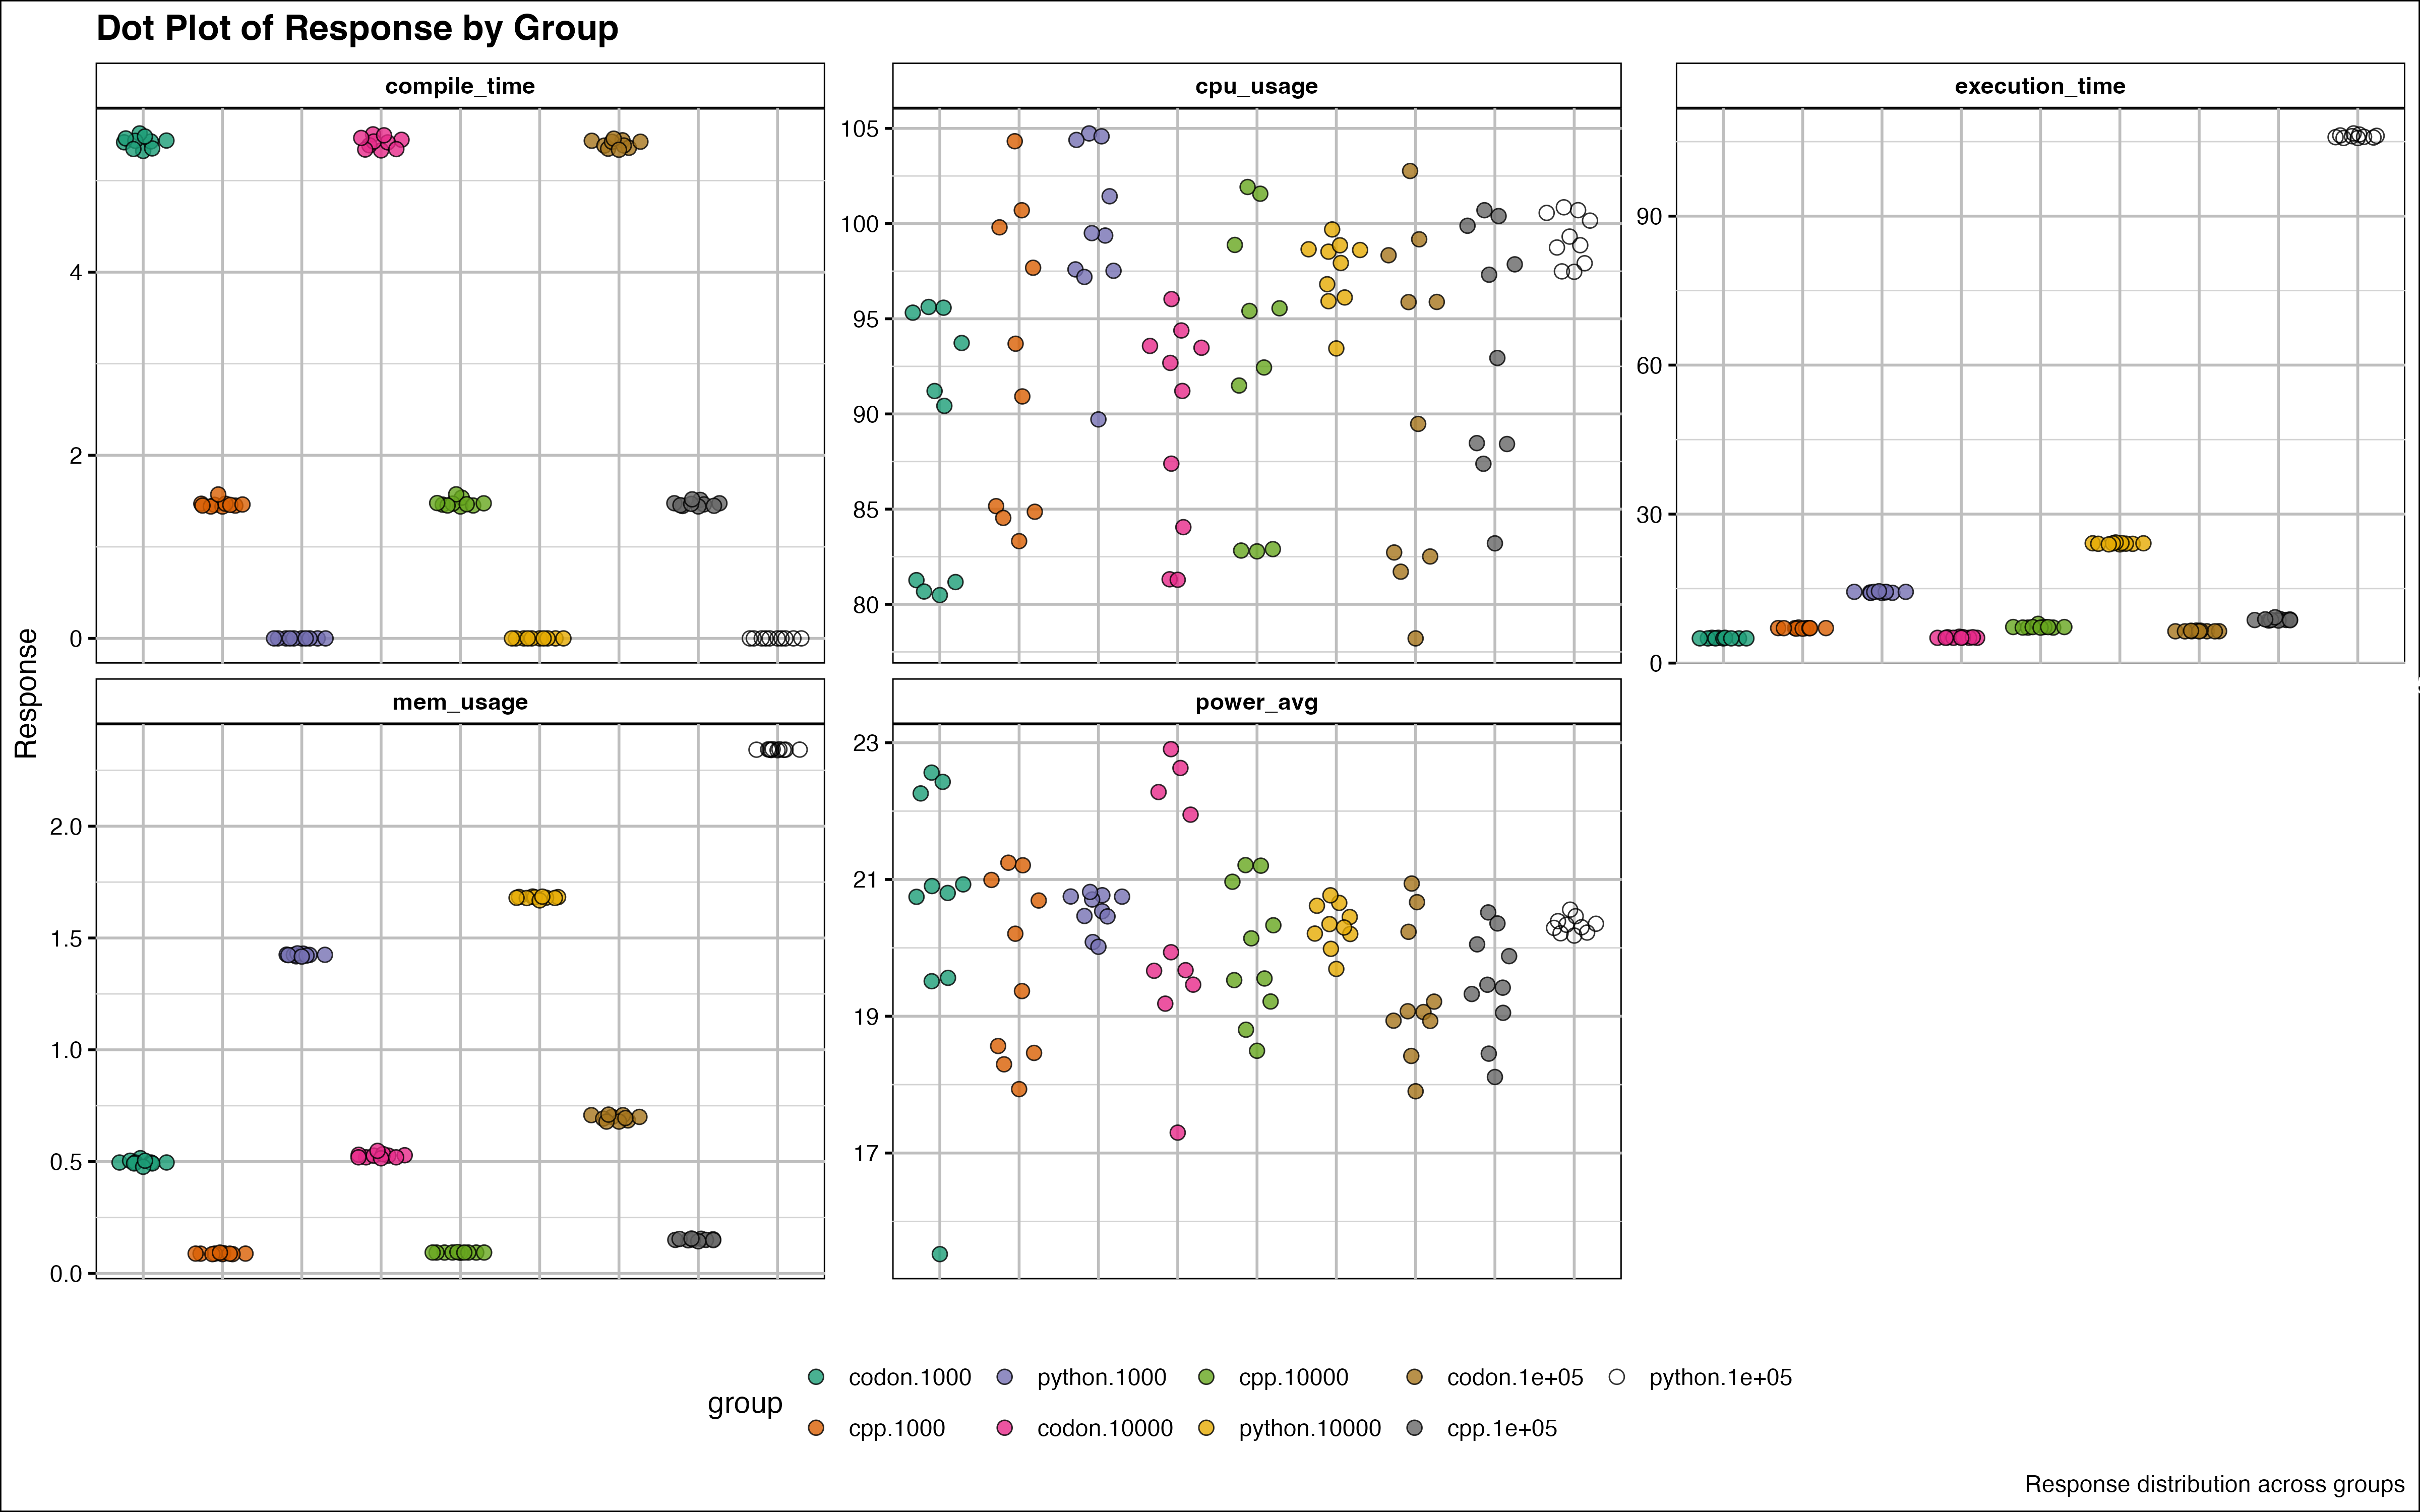 Dot Plot of Response by Group
compile_time
cpu_usage
execution_time
4
2
0
105
100
95
90
85
80
90
60
30
0
Response
mem_usage
power_avg
2.0
1.5
1.0
0.5
0.0
23
21
19
17
group
codon.1000 python.1000 cpp.10000 codon.1e+05 python.1e+05
cpp.1000 codon.10000 python.10000 cpp.1e+05
Response distribution across groups